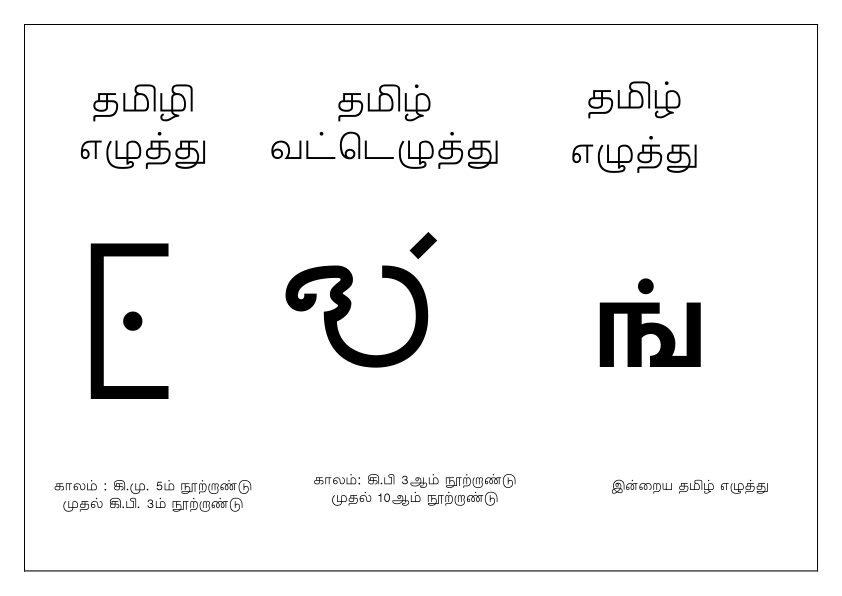 தமிழி
எழுத்து
தமிழ்
வட்டெழுத்து
தமிழ்
எழுத்து
ங்
காலம் : கி.மு. 5ம் நூற்றாண்டு
முதல் கி.பி. 3ம் நூற்றாண்டு
காலம்: கி.பி 3ஆம் நூற்றாண்டு
முதல் 10ஆம் நூற்றாண்டு
இன்றைய தமிழ் எழுத்து